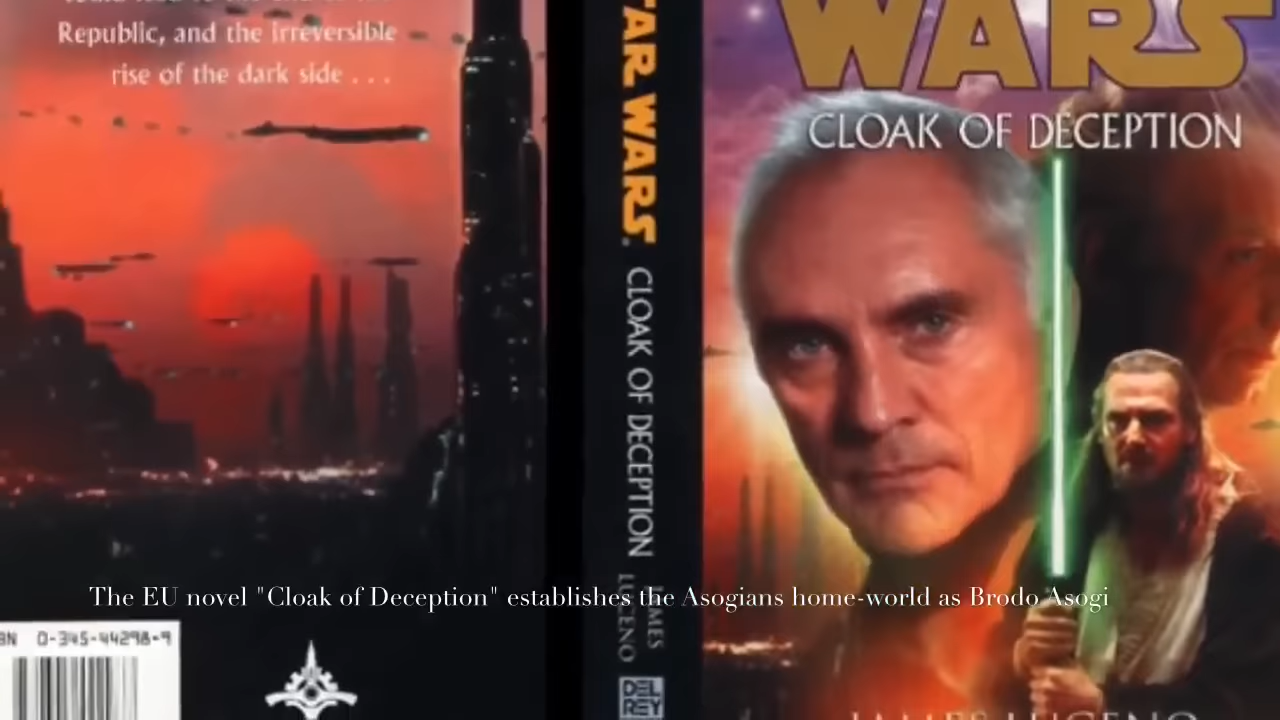 Republic, and the irreversible
rise of the dark side . . .
STAR WARS®
CLOAK OF DECEPTION
JAMES
LUCENO
DEL
REY
WARS
CLOAK OF DECEPTION
JAMES LUCENO
The EU novel "Cloak of Deception" establishes the Asogians home-world as Brodo Asogi
0-345-44298-9